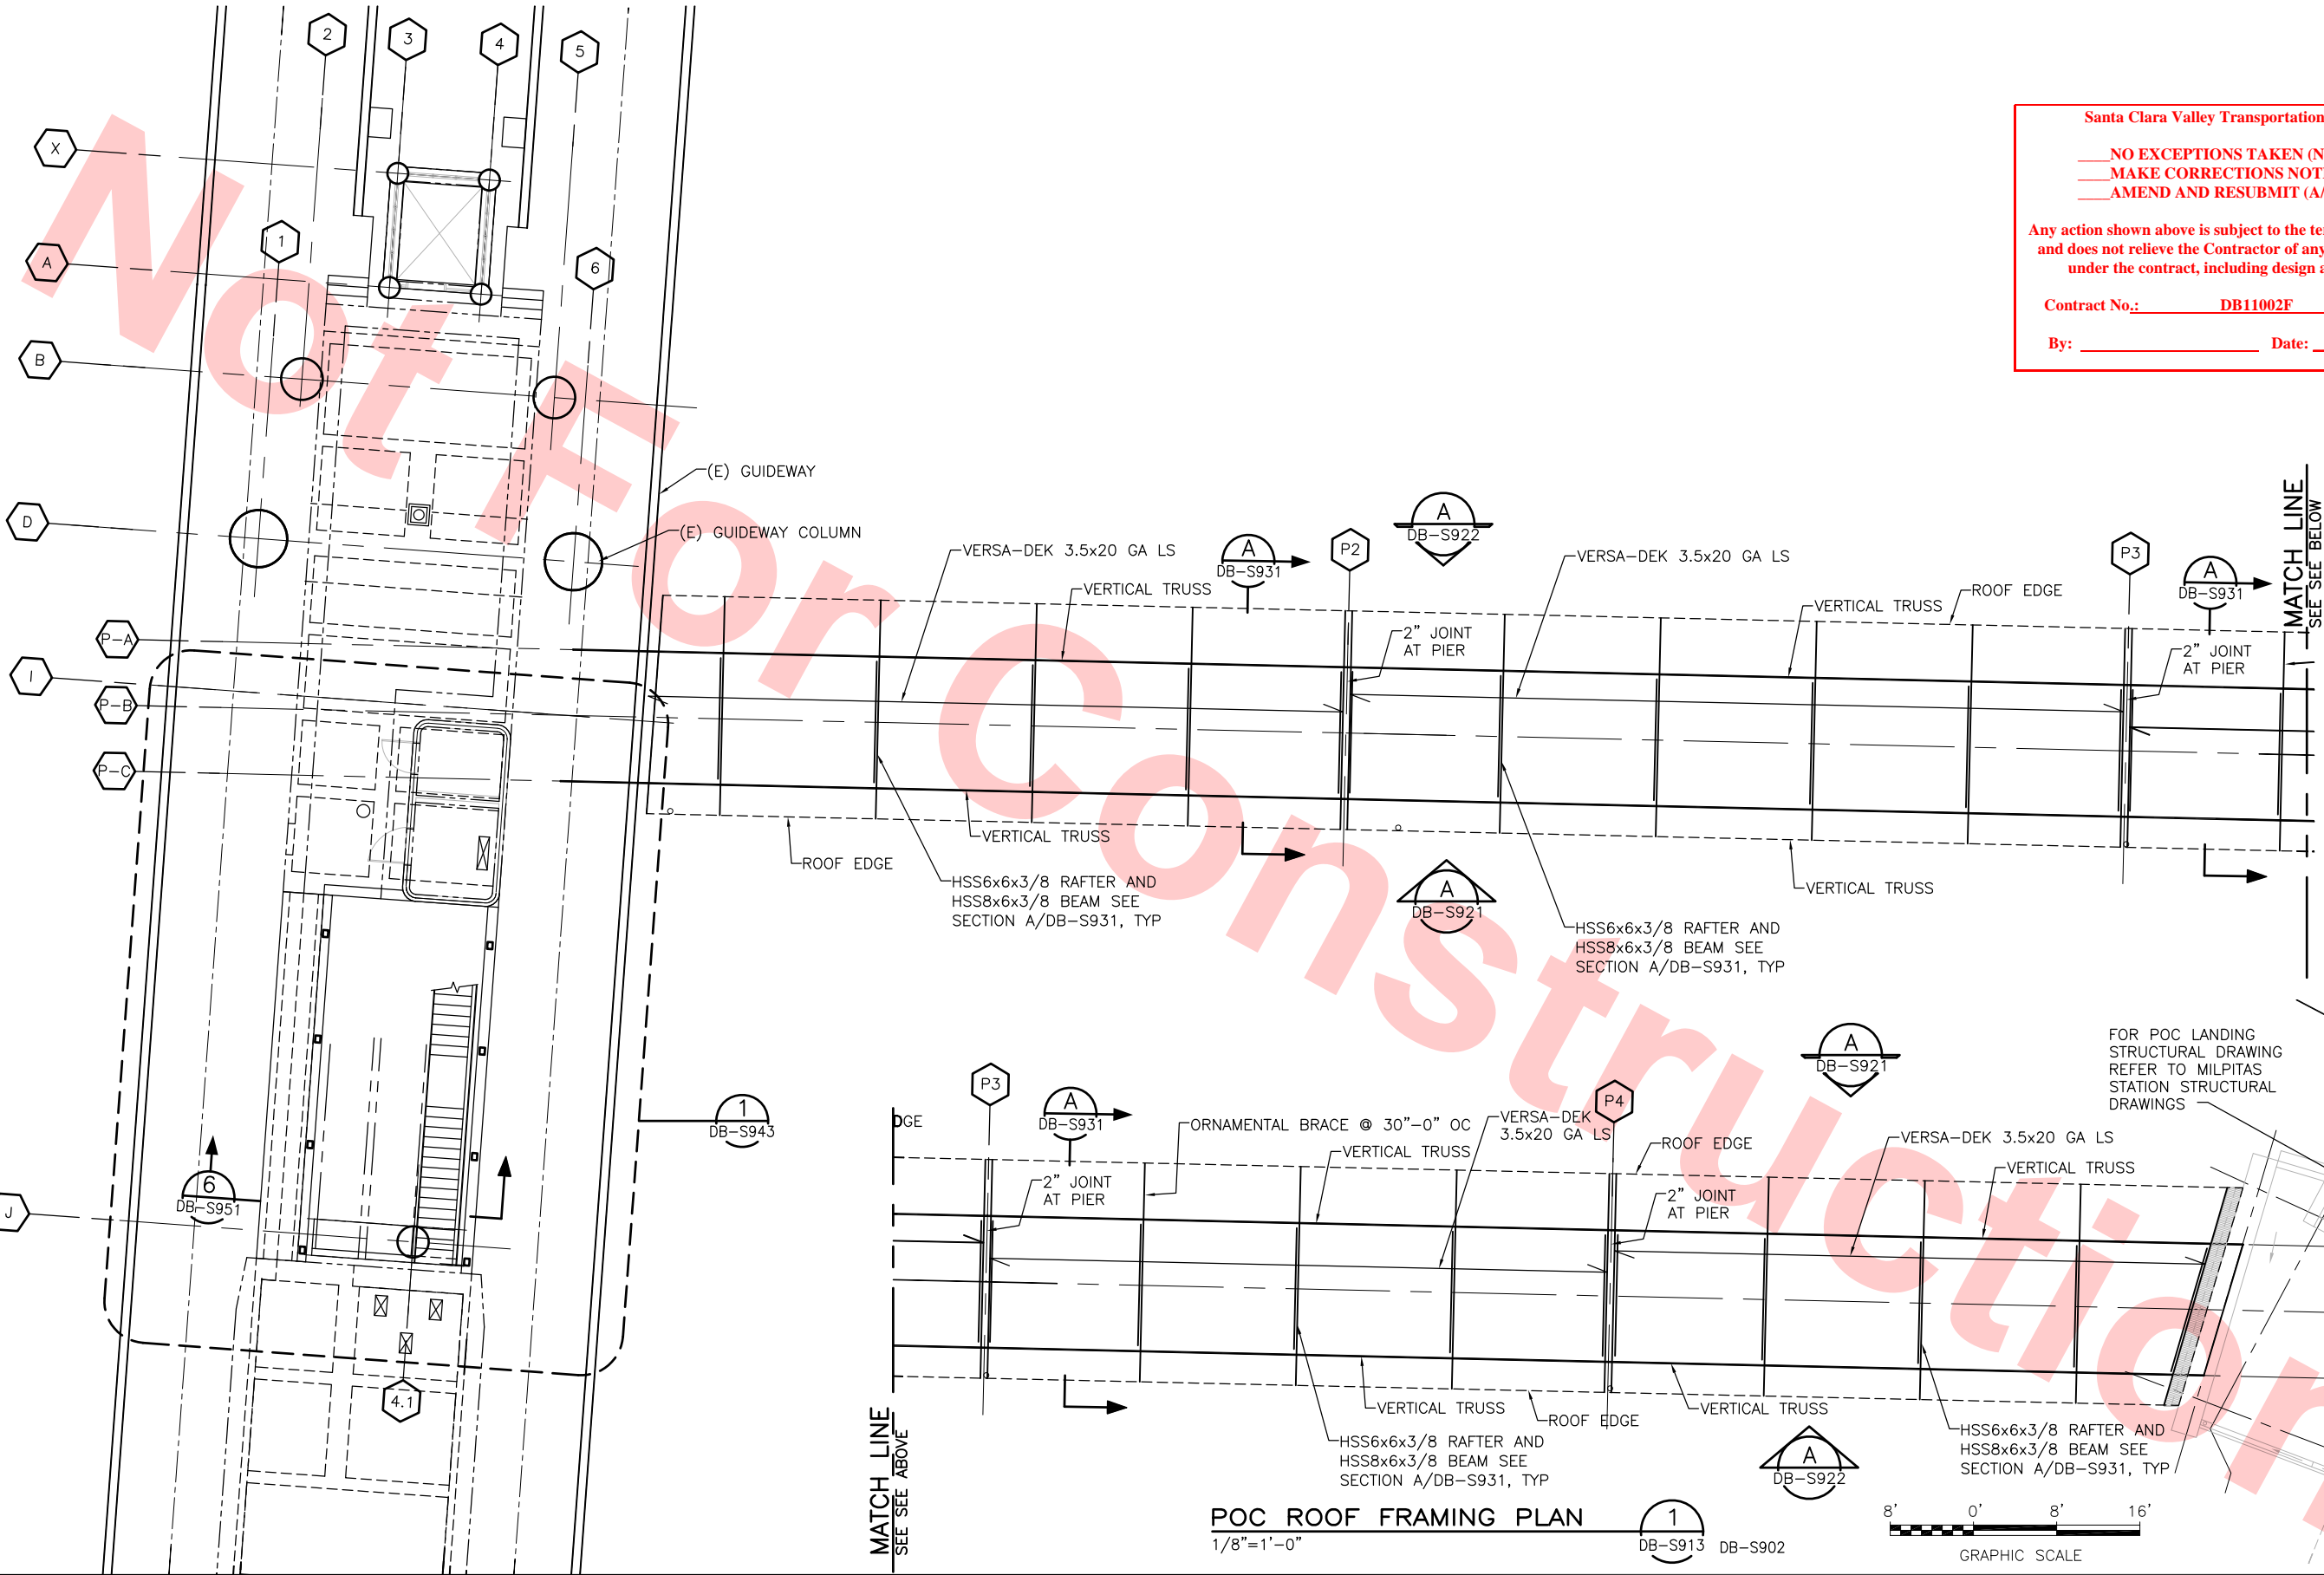 2
3
4
5
X
1
A
6
B
D
P-A
I
P-B
P-C
J
4.1
Not For Construction
Santa Clara Valley Transportation
____NO EXCEPTIONS TAKEN (N
____MAKE CORRECTIONS NOT
____AMEND AND RESUBMIT (A/
Any action shown above is subject to the te
and does not relieve the Contractor of any
under the contract, including design a
Contract No.: DB11002F
By: Date:
(E) GUIDEWAY
(E) GUIDEWAY COLUMN
VERSA-DEK 3.5x20 GA LS
VERTICAL TRUSS
A
DB-S931
P2
A
DB-S922
VERSA-DEK 3.5x20 GA LS
VERTICAL TRUSS
ROOF EDGE
P3
A
DB-S931
MATCH LINE
SEE SEE BELOW
2" JOINT
AT PIER
2" JOINT
AT PIER
VERTICAL TRUSS
ROOF EDGE
HSS6x6x3/8 RAFTER AND
HSS8x6x3/8 BEAM SEE
SECTION A/DB-S931, TYP
A
DB-S921
VERTICAL TRUSS
HSS6x6x3/8 RAFTER AND
HSS8x6x3/8 BEAM SEE
SECTION A/DB-S931, TYP
1
DB-S943
6
DB-S951
DGE
P3
A
DB-S931
ORNAMENTAL BRACE @ 30"-0" OC
VERTICAL TRUSS
VERSA-DEK
3.5x20 GA LS
P4
ROOF EDGE
A
DB-S921
VERSA-DEK 3.5x20 GA LS
VERTICAL TRUSS
FOR POC LANDING
STRUCTURAL DRAWING
REFER TO MILPITAS
STATION STRUCTURAL
DRAWINGS
2" JOINT
AT PIER
2" JOINT
AT PIER
VERTICAL TRUSS
ROOF EDGE
VERTICAL TRUSS
HSS6x6x3/8 RAFTER AND
HSS8x6x3/8 BEAM SEE
SECTION A/DB-S931, TYP
A
DB-S922
HSS6x6x3/8 RAFTER AND
HSS8x6x3/8 BEAM SEE
SECTION A/DB-S931, TYP
MATCH LINE
SEE SEE ABOVE
POC ROOF FRAMING PLAN
1/8"=1'-0"
1
DB-S913 DB-S902
8' 0' 8' 16'
GRAPHIC SCALE